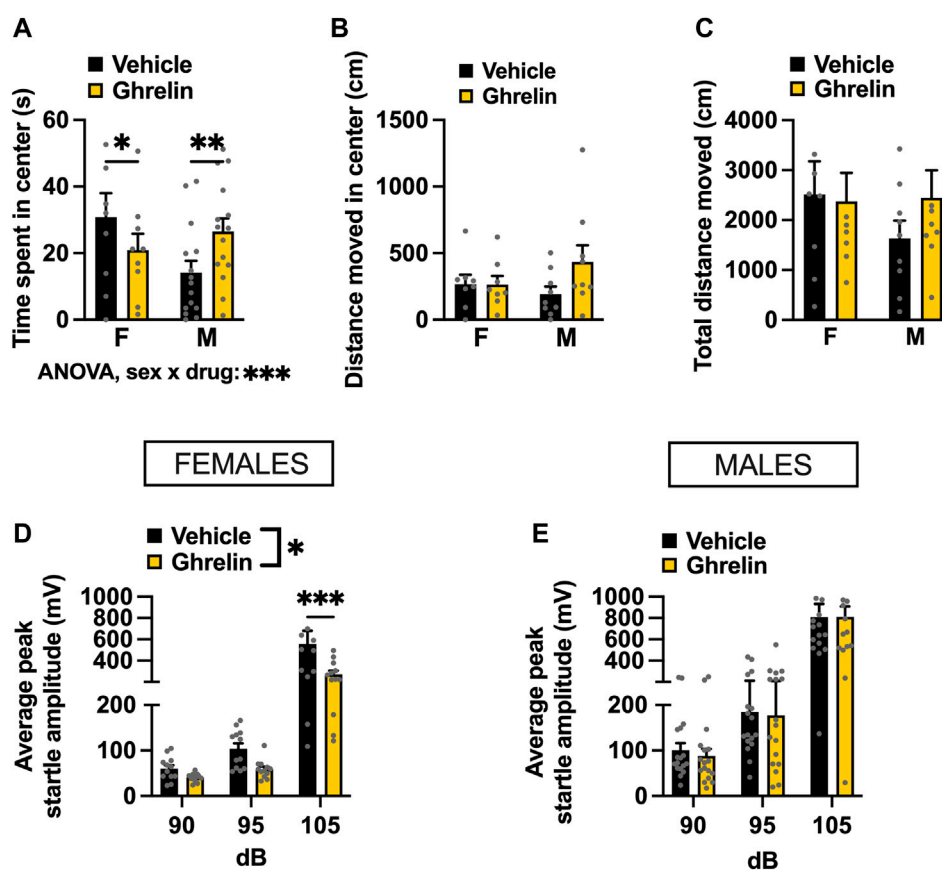 A
Vehicle
Ghrelin
Time spent in center (s)
60
40
20
0
*
**
F
M
ANOVA, sex x drug: ***
B
Vehicle
Ghrelin
Distance moved in center (cm)
1500
1000
500
0
F
M
C
Vehicle
Ghrelin
Total distance moved (cm)
4000
3000
2000
1000
0
F
M
FEMALES
MALES
D
Vehicle
Ghrelin
*
Average peak
startle amplitude (mV)
1000
800
600
400
200
100
0
***
90
95
105
dB
E
Vehicle
Ghrelin
Average peak
startle amplitude (mV)
1000
800
600
400
200
100
0
90
95
105
dB